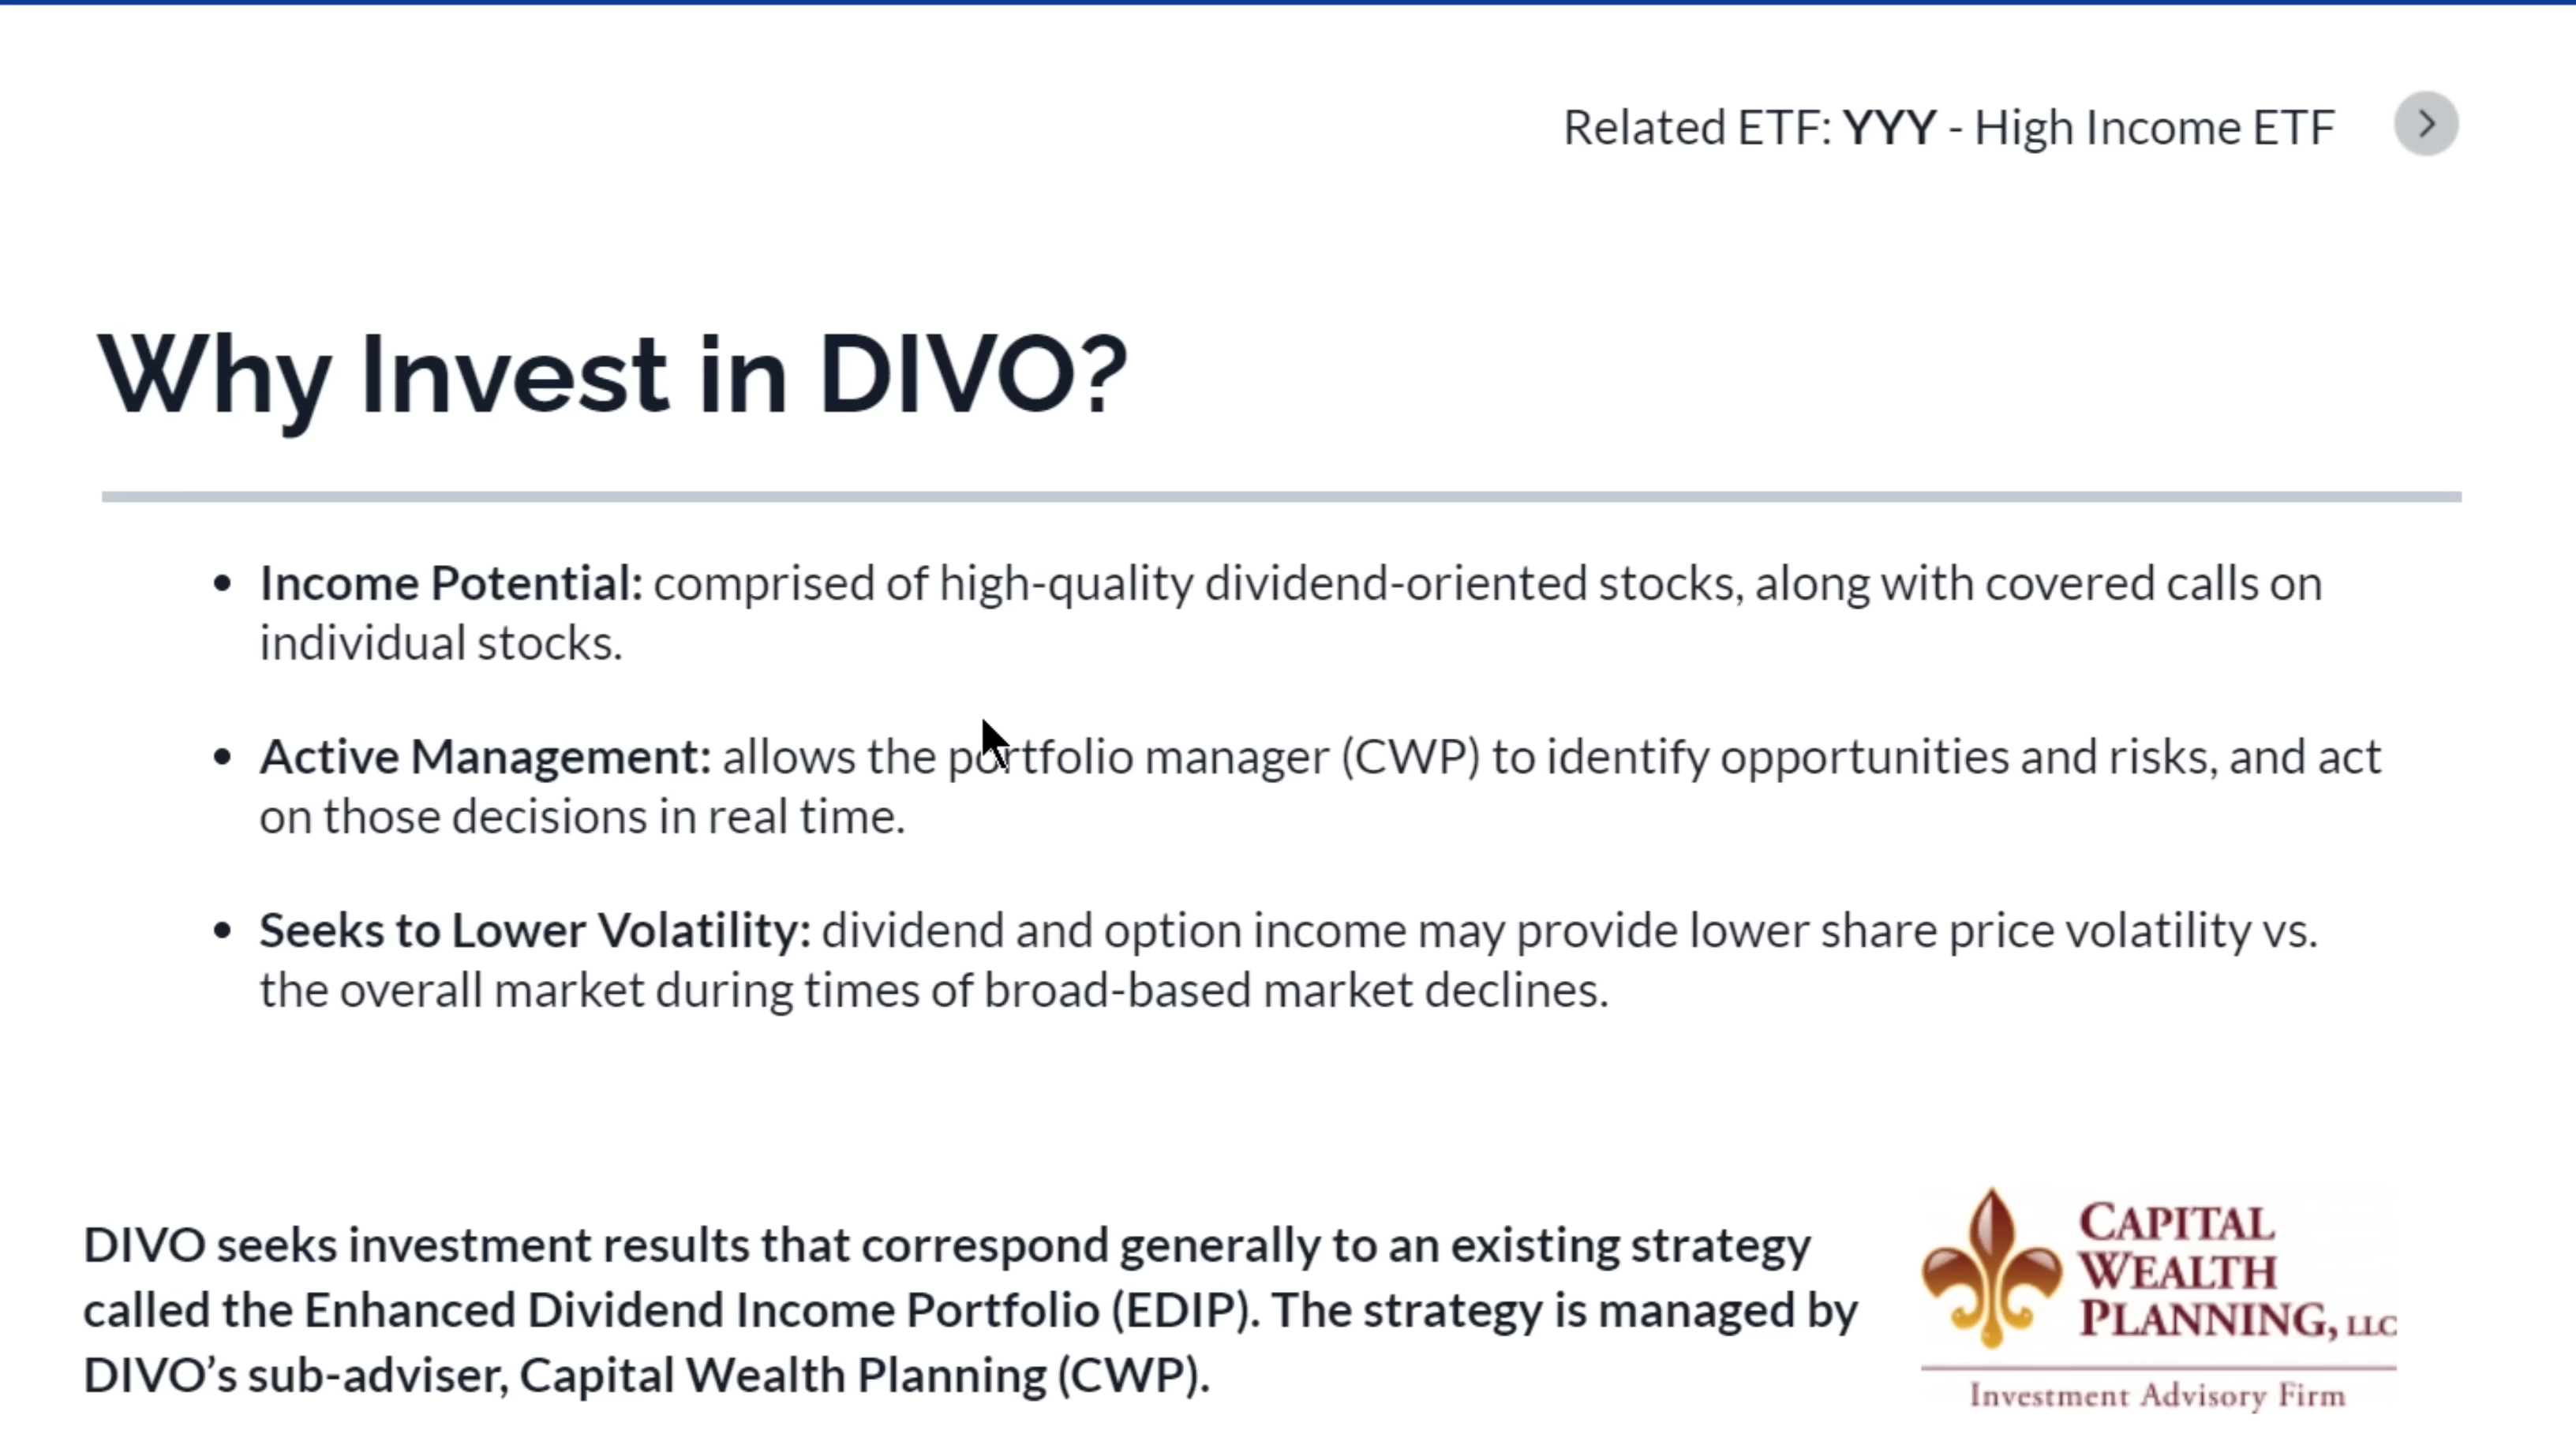 Related ETF: YYY - High Income ETF
Why Invest in DIVO?
• Income Potential: comprised of high-quality dividend-oriented stocks, along with covered calls on
individual stocks.
• Active Management: allows the portfolio manager (CWP) to identify opportunities and risks, and act
on those decisions in real time.
• Seeks to Lower Volatility: dividend and option income may provide lower share price volatility vs.
the overall market during times of broad-based market declines.
DIVO seeks investment results that correspond generally to an existing strategy
called the Enhanced Dividend Income Portfolio (EDIP). The strategy is managed by
DIVO’s sub-adviser, Capital Wealth Planning (CWP).
CAPITAL
WEALTH
PLANNING, LLC
Investment Advisory Firm